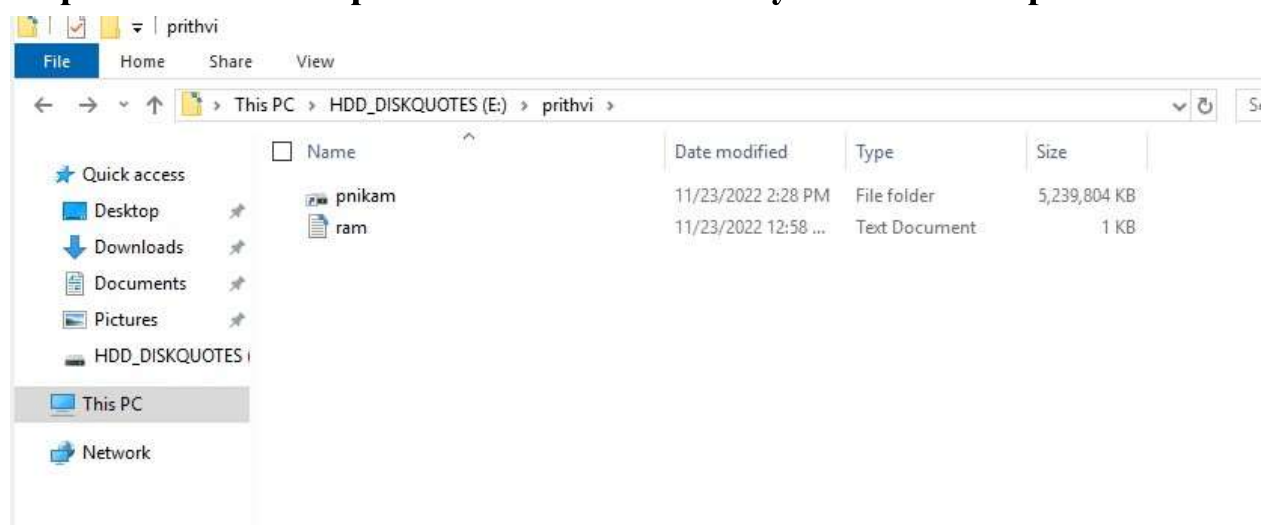 prithvi
File Home Share View
This PC > HDD_DISKQUOTES (E:) > prithvi >
Name Date modified Type Size
Quick access
pnikam 11/23/2022 2:28 PM File folder 5,239,804 KB
Desktop
ram 11/23/2022 12:58 ... Text Document 1 KB
Downloads
Documents
Pictures
HDD_DISKQUOTES (
This PC
Network